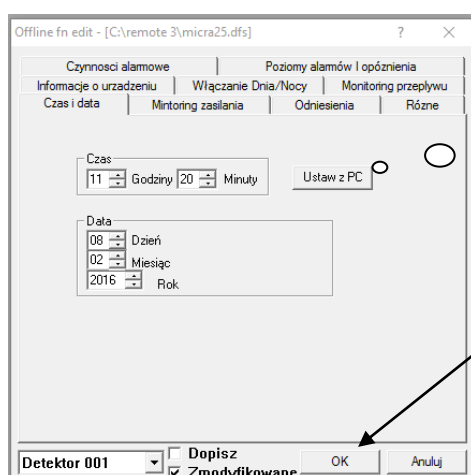 Offline fn edit - [C:\remote 3\micra25.dfs] ? ×
Czynnosci alarmowe Poziomy alarmów I opóznienia
Informacje o urzadzeniu Włączanie Dnia/Nocy Monitoring przepływu
Czas i data Mintoring zasilania Odniesienia Różne
Czas
11 Godziny 20 Minuty Ustaw z PC
Data
08 Dzień
02 Miesiąc
2016 Rok
Detektor 001 Dopisz
Zmodyfikowane OK Anuluj